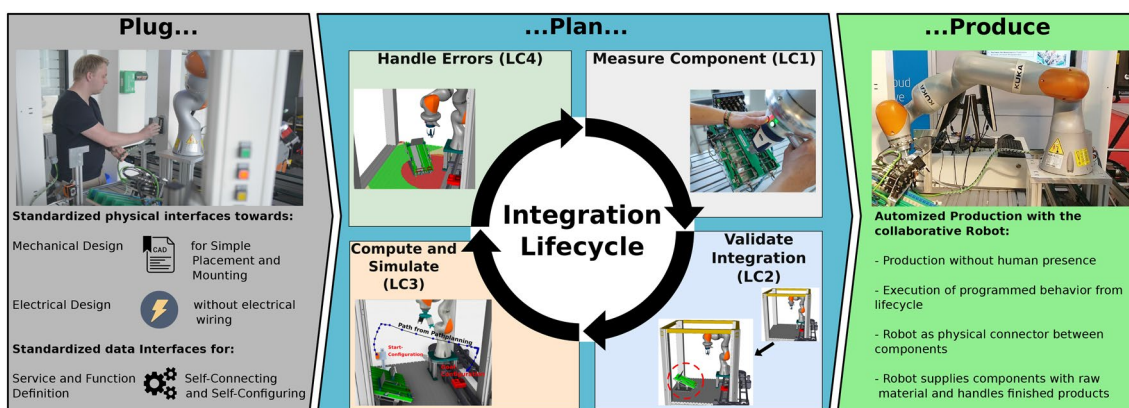 Plug...
Standardized physical interfaces towards:
Mechanical Design
CAD
for Simple
Placement and
Mounting
Electrical Design
without electrical
wiring
Standardized data Interfaces for:
Service and Function
Definition
Self-Connecting
and Self-Configuring
...Plan...
Handle Errors (LC4)
Measure Component (LC1)
Integration
Lifecycle
Compute and
Simulate
(LC3)
Path from Pathplanning
Start-
Configuration
Validate
Integration
(LC2)
...Produce
KUKA
KUKA
Automized Production with the
collaborative Robot:
- Production without human presence
- Execution of programmed behavior from
lifecycle
- Robot as physical connector between
components
- Robot supplies components with raw
material and handles finished products